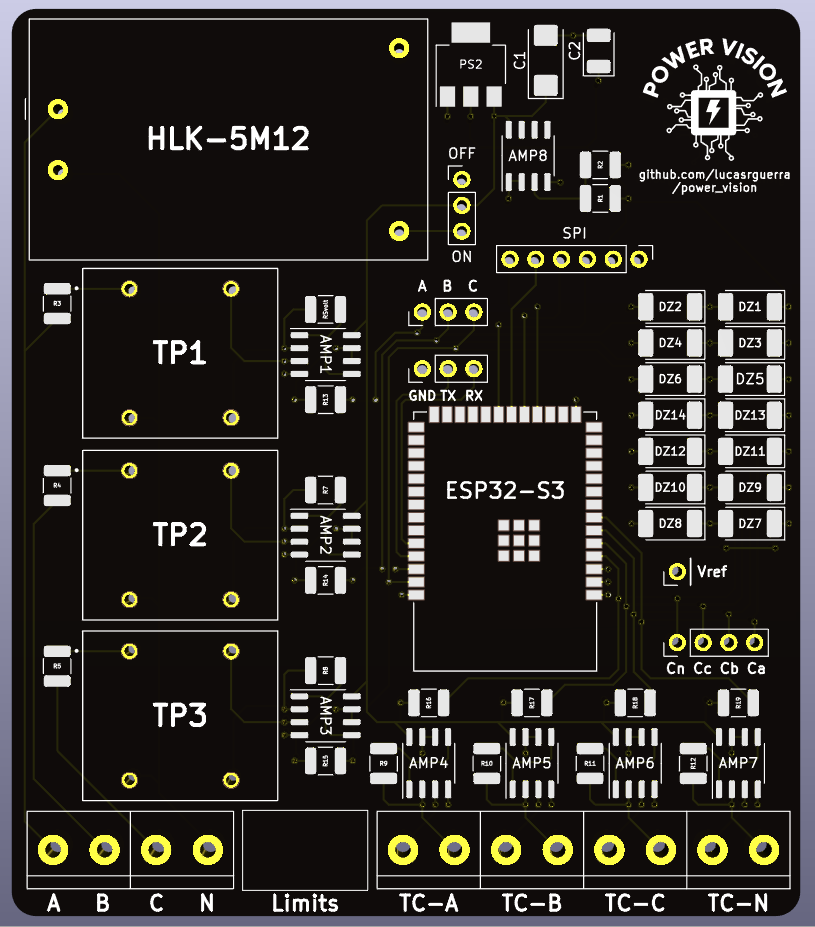 PS2
C1
C2
POWER VISION
HLK-5M12
OFF
AMP8
R2
R1
github.com/lucasrguerra
/power_vision
ON
SPI
A B C
R3
R5volt
DZ2 DZ1
TP1
AMP1
DZ4 DZ3
DZ6 DZ5
GND TX RX
R13
DZ14 DZ13
DZ12 DZ11
R4
R7
ESP32-S3
DZ10 DZ9
TP2
AMP2
DZ8 DZ7
R14
Vref
R5
R8
Cn Cc Cb Ca
TP3
AMP3
R16 R17 R18 R19
R15
R9 AMP4 R10 AMP5 R11 AMP6 R12 AMP7
A B C N Limits TC-A TC-B TC-C TC-N